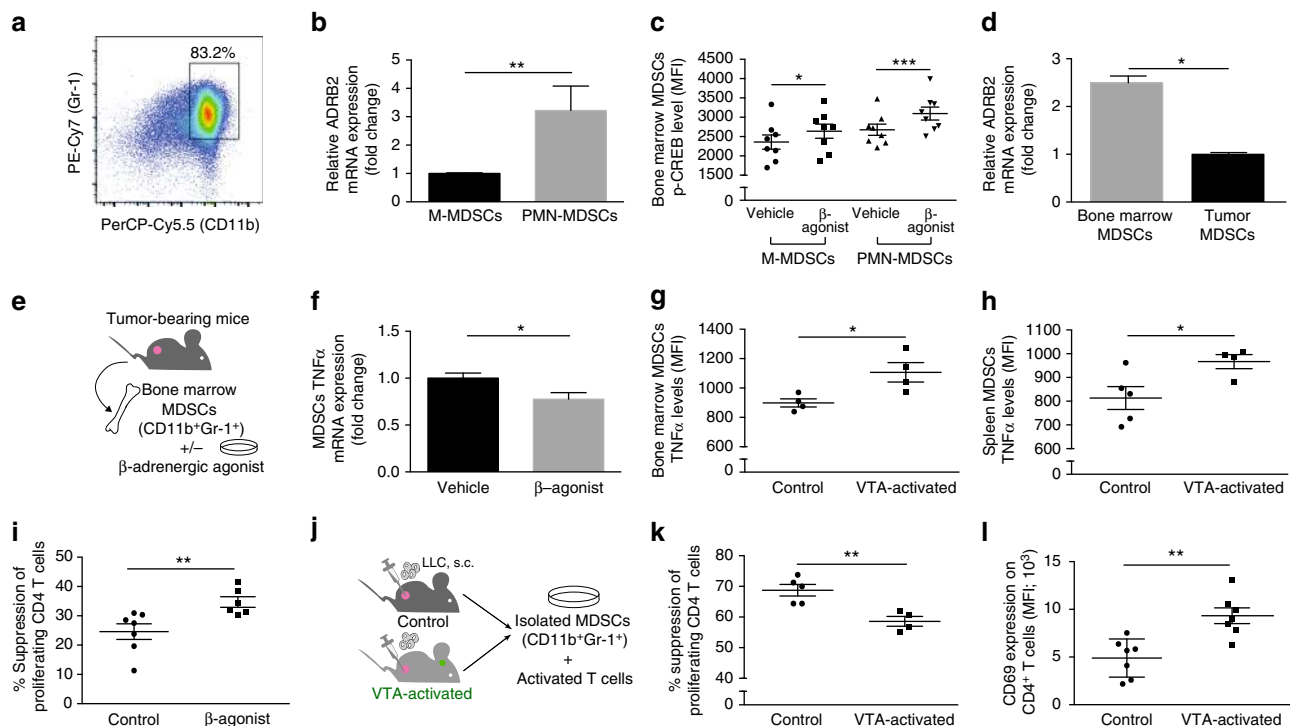 a
83.2%
PE-Cy7 (Gr-1)
PerCP-Cy5.5 (CD11b)
b
Relative ADRB2
mRNA expression
(fold change)
5
4
3
2
1
0
**
M-MDSCs PMN-MDSCs
c
Bone marrow MDSCs
p-CREB level (MFI)
4500
4000
3500
3000
2500
2000
1500
0
*
***
Vehicle β-agonist Vehicle β-agonist
M-MDSCs PMN-MDSCs
d
Relative ADRB2
mRNA expression
(fold change)
3
2
1
0
*
Bone marrow MDSCs
Tumor MDSCs
e
Tumor-bearing mice
Bone marrow
MDSCs
(CD11b⁺Gr-1⁺)
+/–
β-adrenergic agonist
f
MDSCs TNFα
mRNA expression
(fold change)
1.5
1.0
0.5
0.0
*
Vehicle β–agonist
g
Bone marrow MDSCs
TNFα levels (MFI)
1400
1200
1000
800
600
0
*
Control VTA-activated
h
Spleen MDSCs
TNFα levels (MFI)
1100
1000
900
800
700
600
0
*
Control VTA-activated
i
% Suppression of
proliferating CD4 T cells
50
40
30
20
10
0
**
Control β-agonist
j
LLC, s.c.
Control
VTA-activated
Isolated MDSCs
(CD11b⁺Gr-1⁺)
+
Activated T cells
k
% suppression of
proliferating CD4 T cells
80
70
60
50
40
0
**
Control VTA-activated
l
CD69 expression on
CD4⁺ T cells (MFI; 10³)
15
10
5
0
**
Control VTA-activated